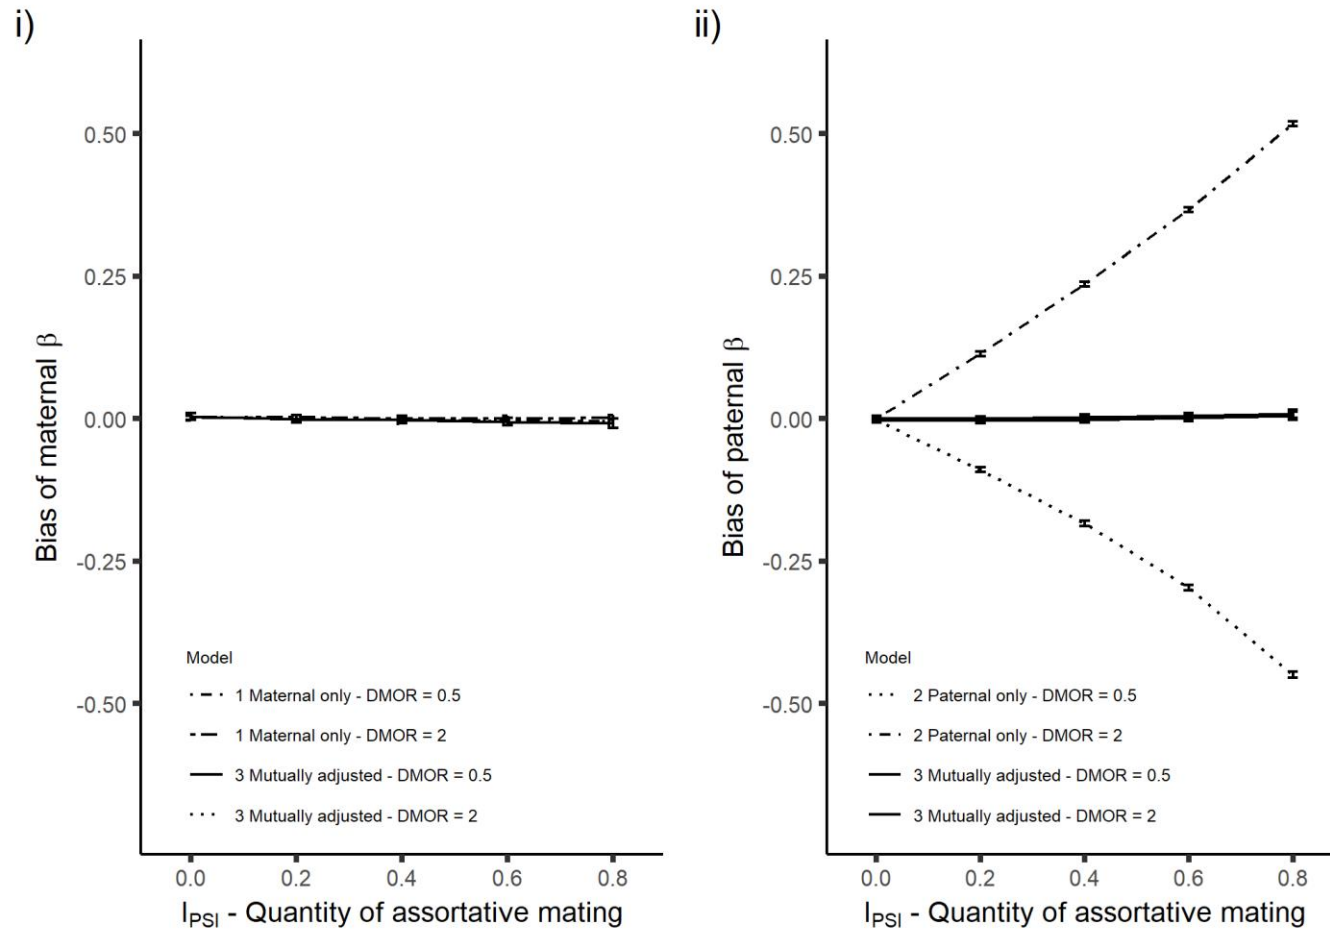 i)
0.50
0.25
0.00
-0.25
-0.50
Bias of maternal β
Model
1 Maternal only - DMOR = 0.5
1 Maternal only - DMOR = 2
3 Mutually adjusted - DMOR = 0.5
3 Mutually adjusted - DMOR = 2
0.0 0.2 0.4 0.6 0.8
IPSI - Quantity of assortative mating
ii)
0.50
0.25
0.00
-0.25
-0.50
Bias of paternal β
Model
2 Paternal only - DMOR = 0.5
2 Paternal only - DMOR = 2
3 Mutually adjusted - DMOR = 0.5
3 Mutually adjusted - DMOR = 2
0.0 0.2 0.4 0.6 0.8
IPSI - Quantity of assortative mating